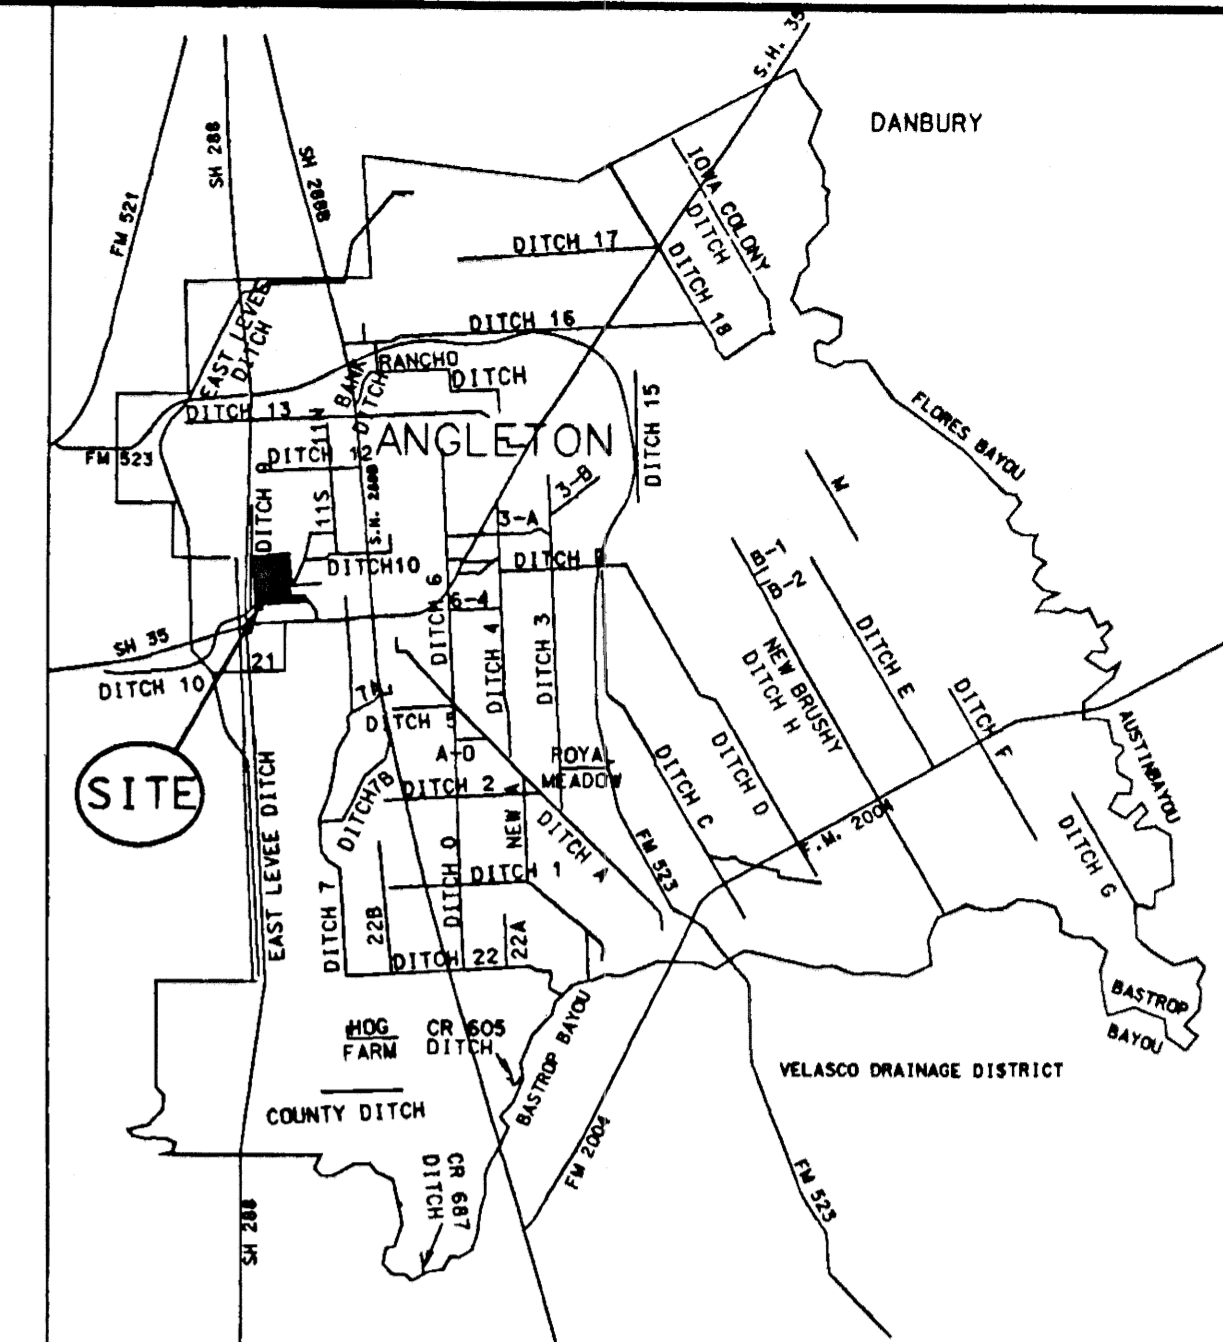 S.H. 35
DANBURY
SH 288
SH 288B
FM 521
IOWA COLONY
DITCH
DITCH 17
DITCH 18
EAST LEVEE
DITCH
DITCH 16
RANCHO
DITCH
BANK
DITCH
DITCH 15
DITCH 13
11N
FLORES BAYOU
ANGLETON
FM 523
DITCH 12
DITCH 9
S.H. 288B
11S
3-B
3-A
M
DITCH10
DITCH B
B-1
B-2
DITCH 6
6-4
DITCH 4
DITCH 3
DITCH E
SH 35
21
DITCH 10
NEW BRUSHY
DITCH H
DITCH F
DITCH 5
AUSTINBAYOU
A-0
ROYAL
MEADOW
DITCH D
DITCH C
SITE
EAST LEVEE DITCH
DITCH7B
DITCH 2
NEW A
DITCH A
F.M. 2004
DITCH G
FM 523
DITCH 1
DITCH 0
DITCH 7
22B
22A
DITCH 22
BASTROP
BAYOU
HOG
FARM
CR 605
DITCH
BASTROP BAYOU
VELASCO DRAINAGE DISTRICT
COUNTY DITCH
CR 687
DITCH
FM 2004
FM 523
SH 288